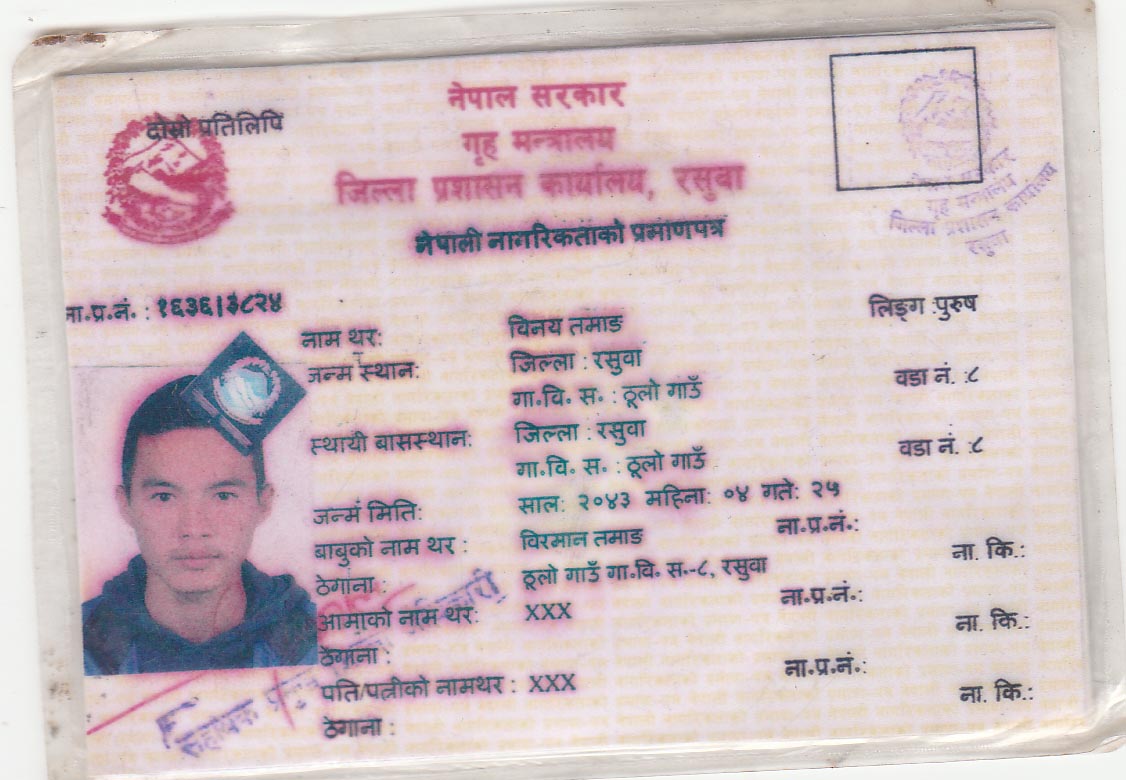 नेपाल सरकार
दोस्रो प्रतिलिपि
गृह मन्त्रालय
जिल्ला प्रशासन कार्यालय, रसुवा
नेपाली नागरिकताको प्रमाणपत्र
गृह मन्त्रालय
जिल्ला प्रशासन कार्यालय
रसुवा
ना.प्र.नं. : १६३६।३८२४
लिङ्ग :पुरुष
नाम थर: विनय तमाङ
जन्म स्थान: जिल्ला : रसुवा
गा.वि. स. : ठूलो गाउँ वडा नं. :८
स्थायी बासस्थान: जिल्ला : रसुवा
गा.वि. स. : ठूलो गाउँ वडा नं. :८
जन्म मिति: साल: २०४३ महिना: ०४ गते: २५
बाबुको नाम थर : विरमान तमाङ ना.प्र.नं.:
ठेगाना: ठूलो गाउँ गा.वि. स.-८, रसुवा ना. कि.:
आमाको नाम थर: XXX ना.प्र.नं.:
ठेगाना : ना. कि.:
पति/पत्नीको नामथर : XXX ना.प्र.नं.:
ठेगाना : ना. कि.:
सहायक